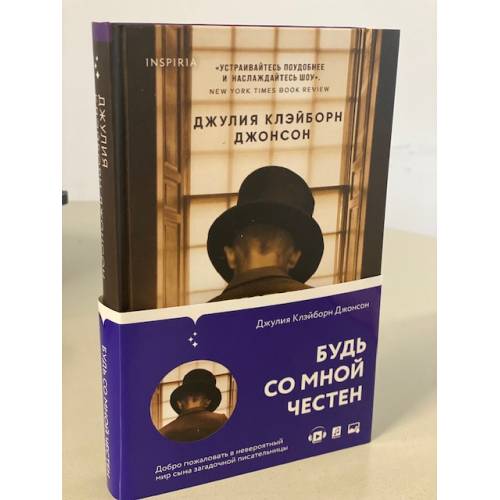 INSPIRIA
«УСТРАИВАЙТЕСЬ ПОУДОБНЕЕ
И НАСЛАЖДАЙТЕСЬ ШОУ».
NEW YORK TIMES BOOK REVIEW
ДЖУЛИЯ КЛЭЙБОРН
ДЖОНСОН
Джулия Клэйборн Джонсон
БУДЬ
СО МНОЙ
ЧЕСТЕН
Добро пожаловать в невероятный
мир сына загадочной писательницы
ДЖУЛИЯ
БУДЬ СО МНОЙ ЧЕСТЕН